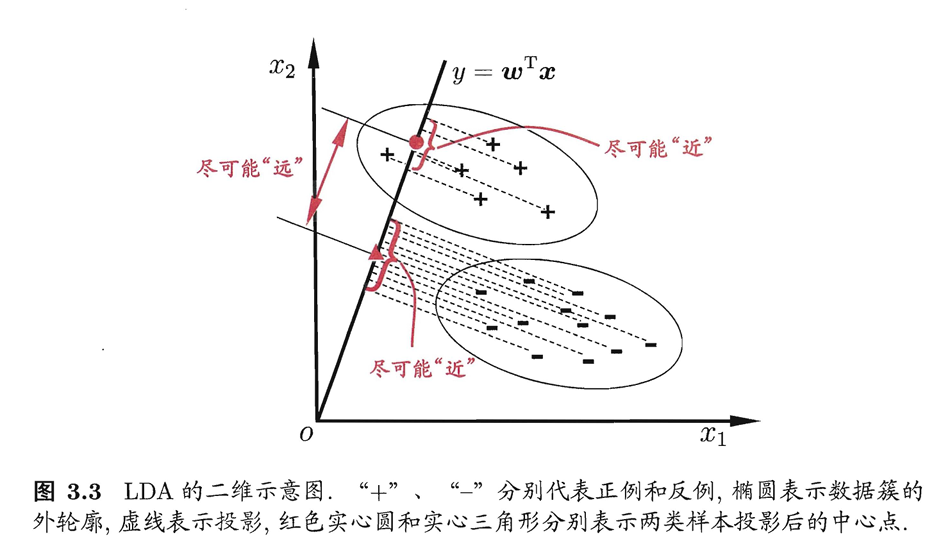 x₂
y = wᵀx
尽可能“远”
尽可能“近”
尽可能“近”
O
x₁
图 3.3 LDA 的二维示意图. “+”、“–”分别代表正例和反例, 椭圆表示数据簇的
外轮廓, 虚线表示投影, 红色实心圆和实心三角形分别表示两类样本投影后的中心点.